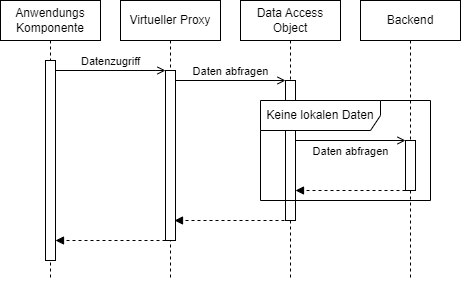 Anwendungs
Komponente
Virtueller Proxy
Data Access
Object
Backend
Datenzugriff
Daten abfragen
Keine lokalen Daten
Daten abfragen